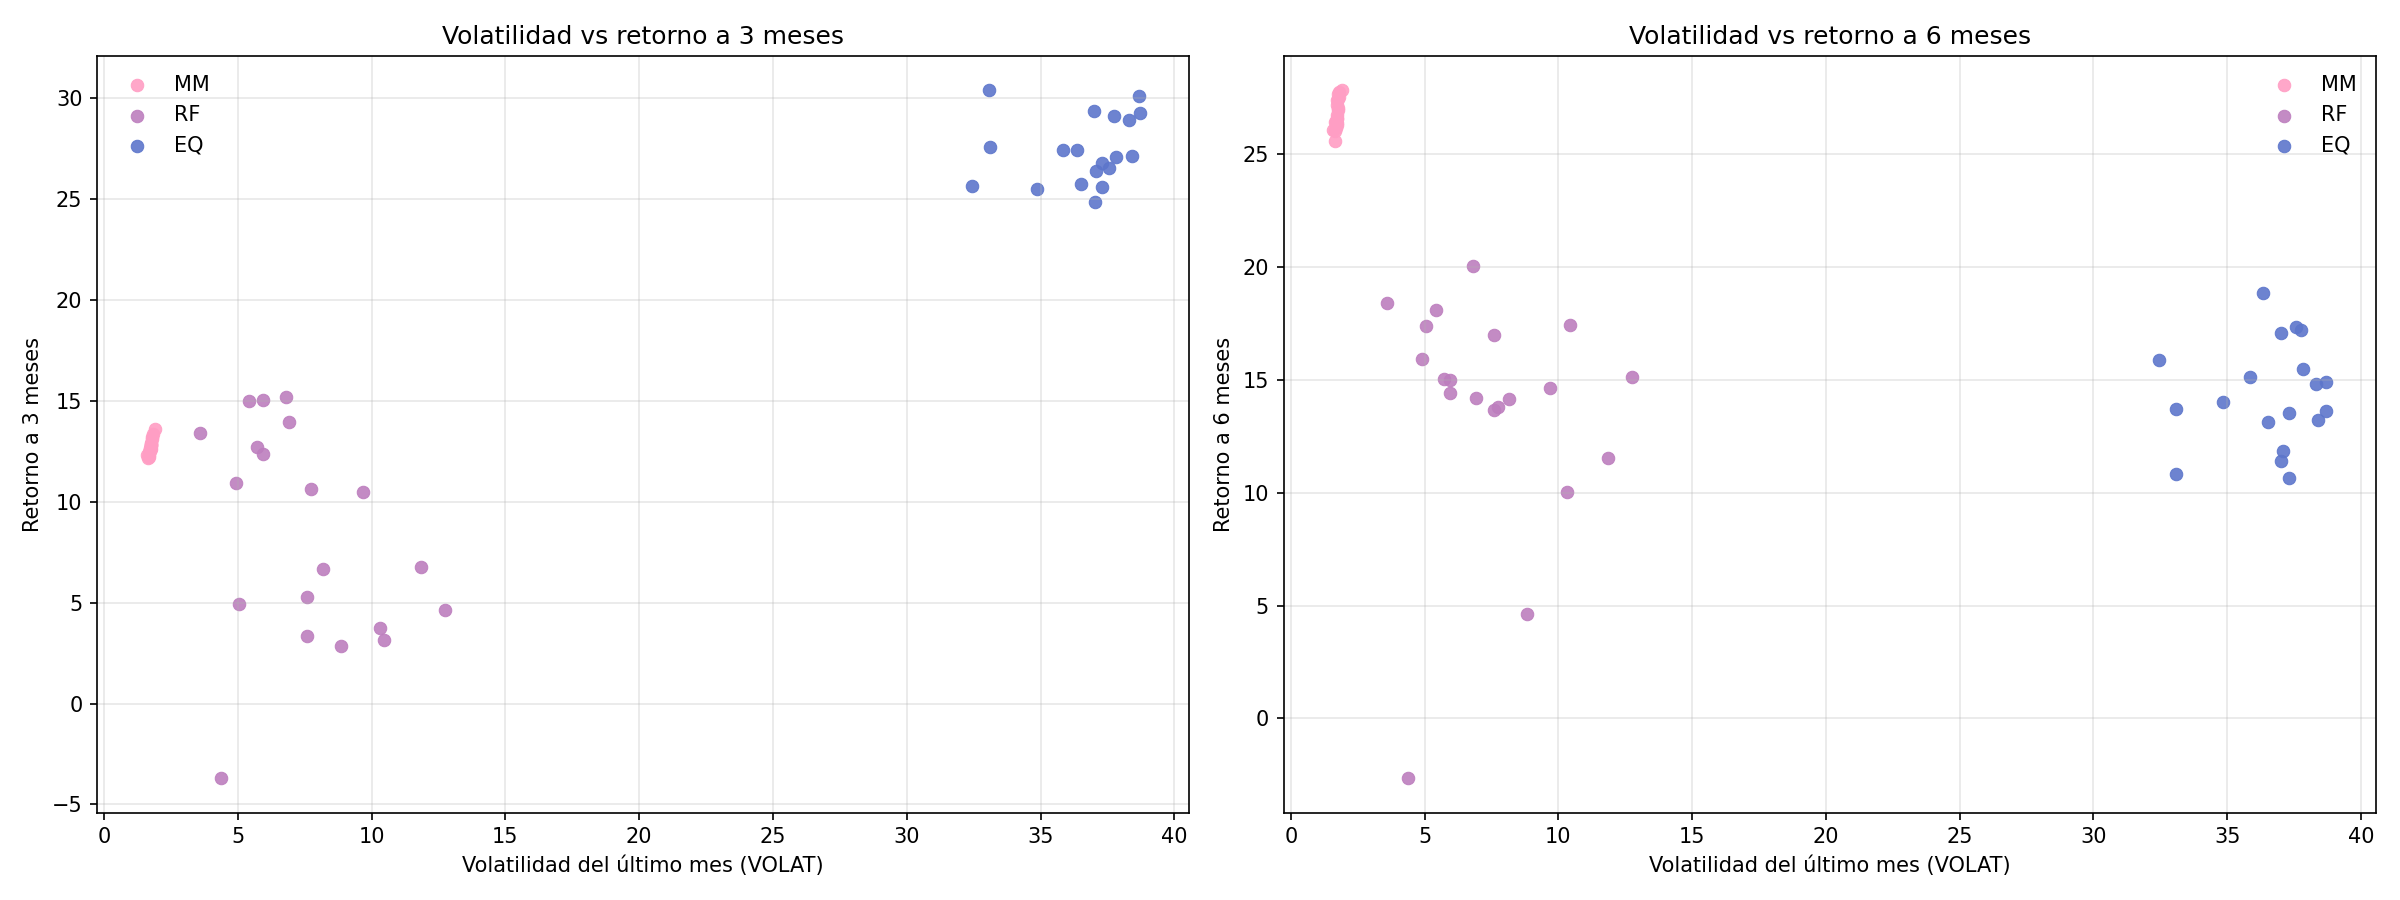 Volatilidad vs retorno a 3 meses
MM
RF
EQ
30
25
20
15
10
5
0
−5
Retorno a 3 meses
0 5 10 15 20 25 30 35 40
Volatilidad del último mes (VOLAT)
Volatilidad vs retorno a 6 meses
MM
RF
EQ
25
20
15
10
5
0
Retorno a 6 meses
0 5 10 15 20 25 30 35 40
Volatilidad del último mes (VOLAT)